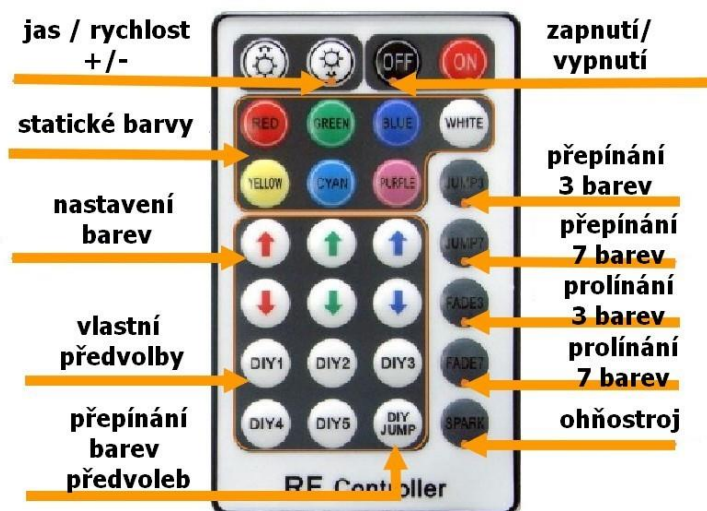 jas / rychlost
+/-
zapnutí/
vypnutí
OFF
ON
statické barvy
RED
GREEN
BLUE
WHITE
YELLOW
CYAN
PURPLE
JUMP3
přepínání
3 barev
nastavení
barev
JUMP7
přepínání
7 barev
FADE3
prolínání
3 barev
vlastní
předvolby
DIY1
DIY2
DIY3
FADE7
prolínání
7 barev
přepínání
barev
předvoleb
DIY4
DIY5
DIY
JUMP
SPARK
ohňostroj
RF Controller